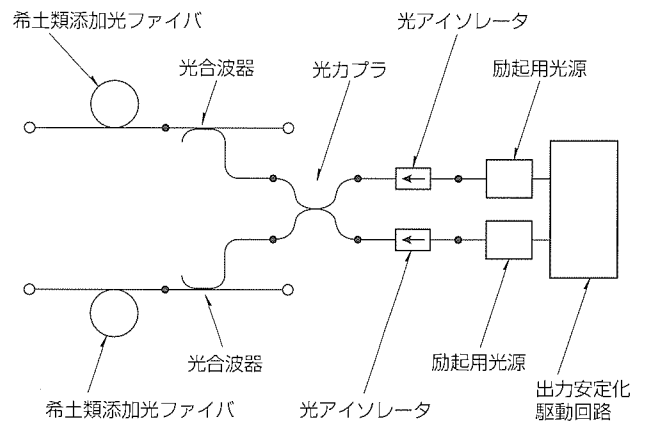 希土類添加光ファイバ
光アイソレータ
光合波器
光カプラ
励起用光源
光合波器
励起用光源
希土類添加光ファイバ
光アイソレータ
出力安定化
駆動回路